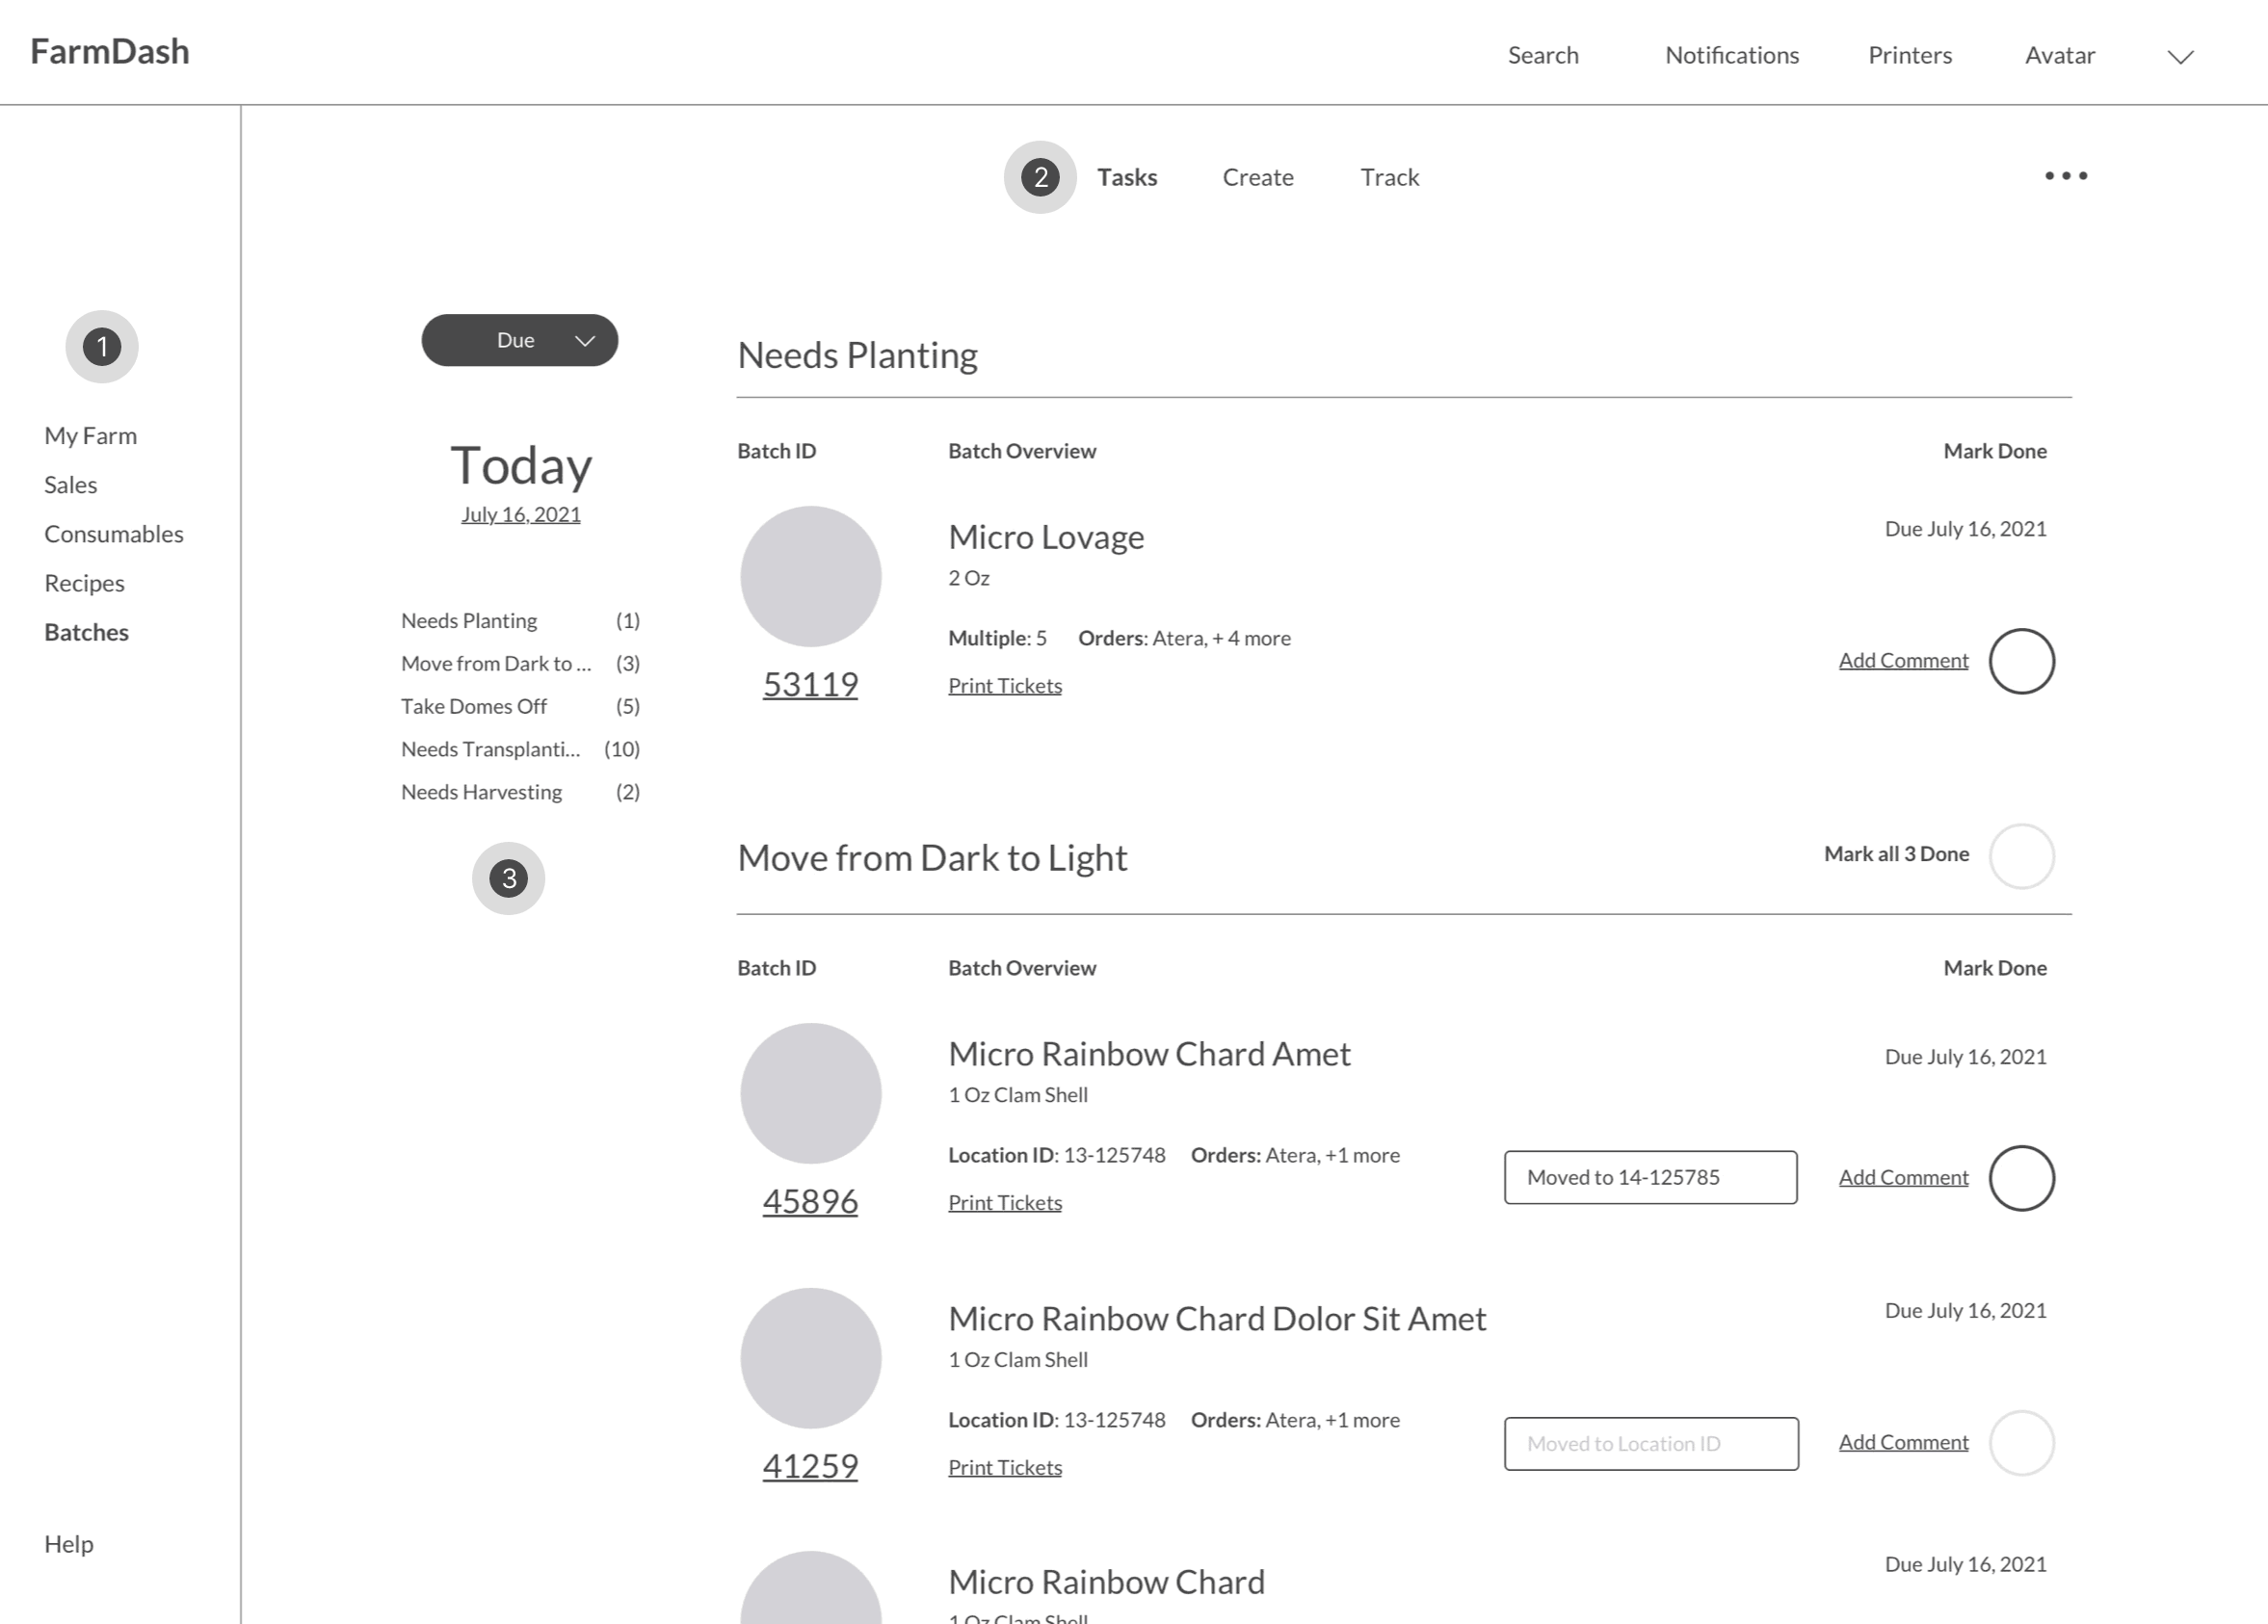 FarmDash
Search Notifications Printers Avatar
2 Tasks Create Track
1
My Farm
Sales
Consumables
Recipes
Batches
Help
Due
Today
July 16, 2021
Needs Planting (1)
Move from Dark to ... (3)
Take Domes Off (5)
Needs Transplanti... (10)
Needs Harvesting (2)
3
Needs Planting
Batch ID Batch Overview Mark Done
Micro Lovage
Due July 16, 2021
2 Oz
Multiple: 5 Orders: Atera, + 4 more
Add Comment
53119
Print Tickets
Move from Dark to Light
Mark all 3 Done
Batch ID Batch Overview Mark Done
Micro Rainbow Chard Amet
Due July 16, 2021
1 Oz Clam Shell
Location ID: 13-125748 Orders: Atera, +1 more
Moved to 14-125785
Add Comment
45896
Print Tickets
Micro Rainbow Chard Dolor Sit Amet
Due July 16, 2021
1 Oz Clam Shell
Location ID: 13-125748 Orders: Atera, +1 more
Moved to Location ID
Add Comment
41259
Print Tickets
Micro Rainbow Chard
Due July 16, 2021
1 Oz Clam Shell